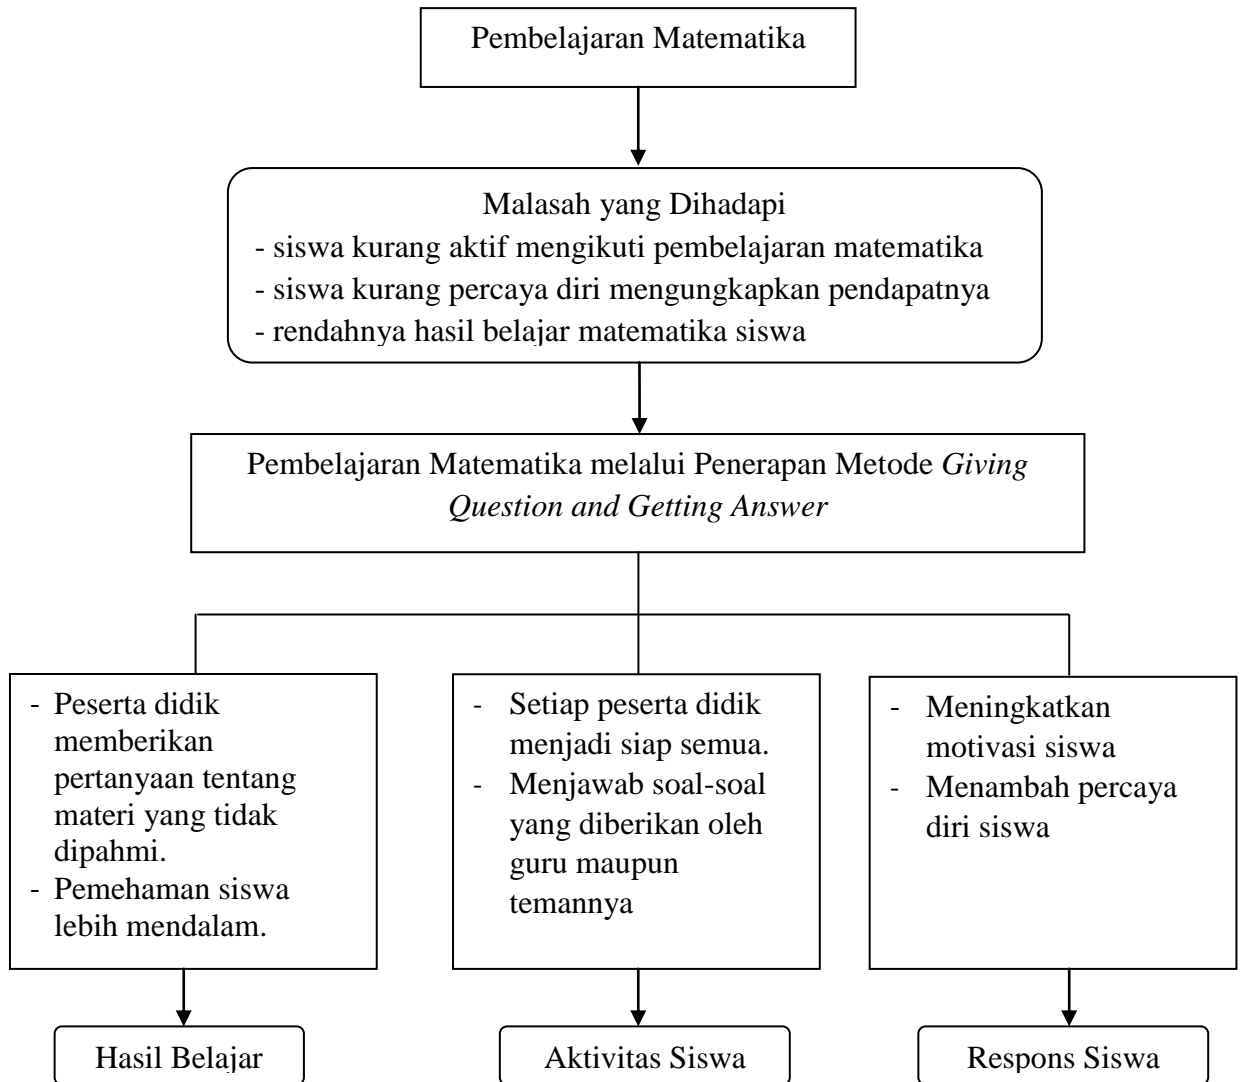 Pembelajaran Matematika
Malasah yang Dihadapi
- siswa kurang aktif mengikuti pembelajaran matematika
- siswa kurang percaya diri mengungkapkan pendapatnya
- rendahnya hasil belajar matematika siswa
Pembelajaran Matematika melalui Penerapan Metode Giving
Question and Getting Answer
- Peserta didik
memberikan
pertanyaan tentang
materi yang tidak
dipahmi.
- Pemehaman siswa
lebih mendalam.
- Setiap peserta didik
menjadi siap semua.
- Menjawab soal-soal
yang diberikan oleh
guru maupun
temannya
- Meningkatkan
motivasi siswa
- Menambah percaya
diri siswa
Hasil Belajar
Aktivitas Siswa
Respons Siswa